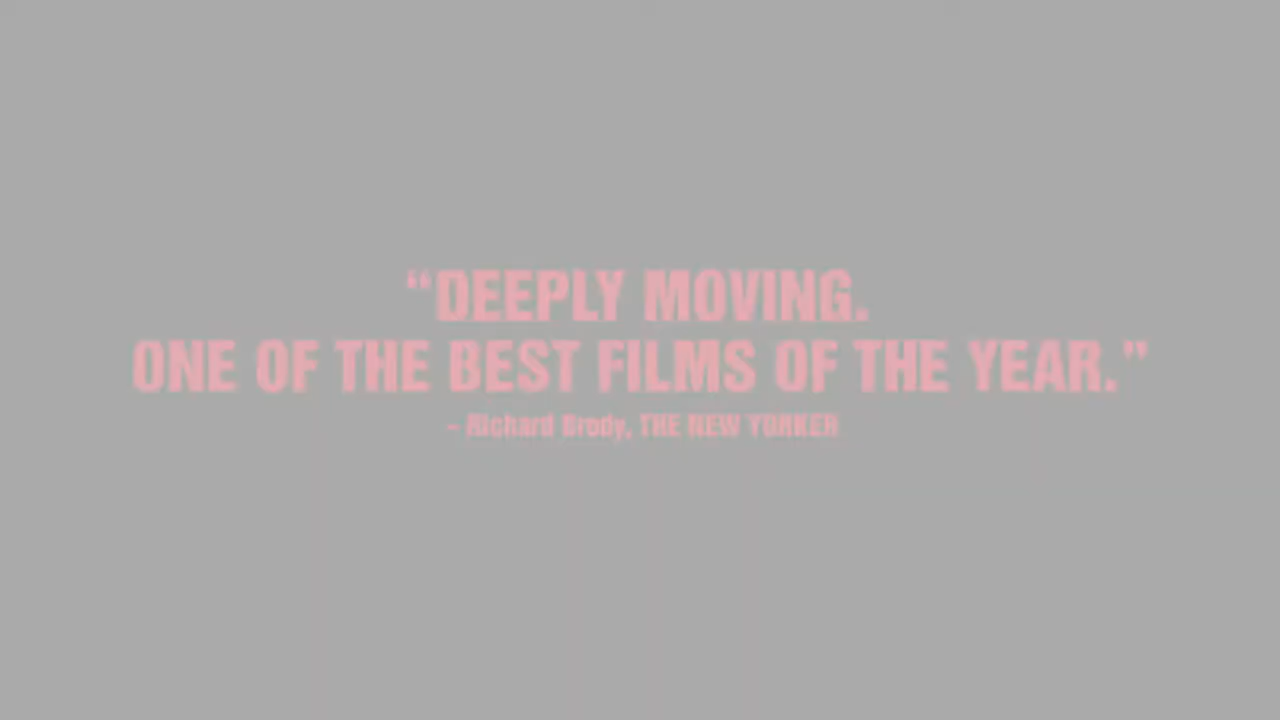 “DEEPLY MOVING.
ONE OF THE BEST FILMS OF THE YEAR.”
– Richard Brody, THE NEW YORKER